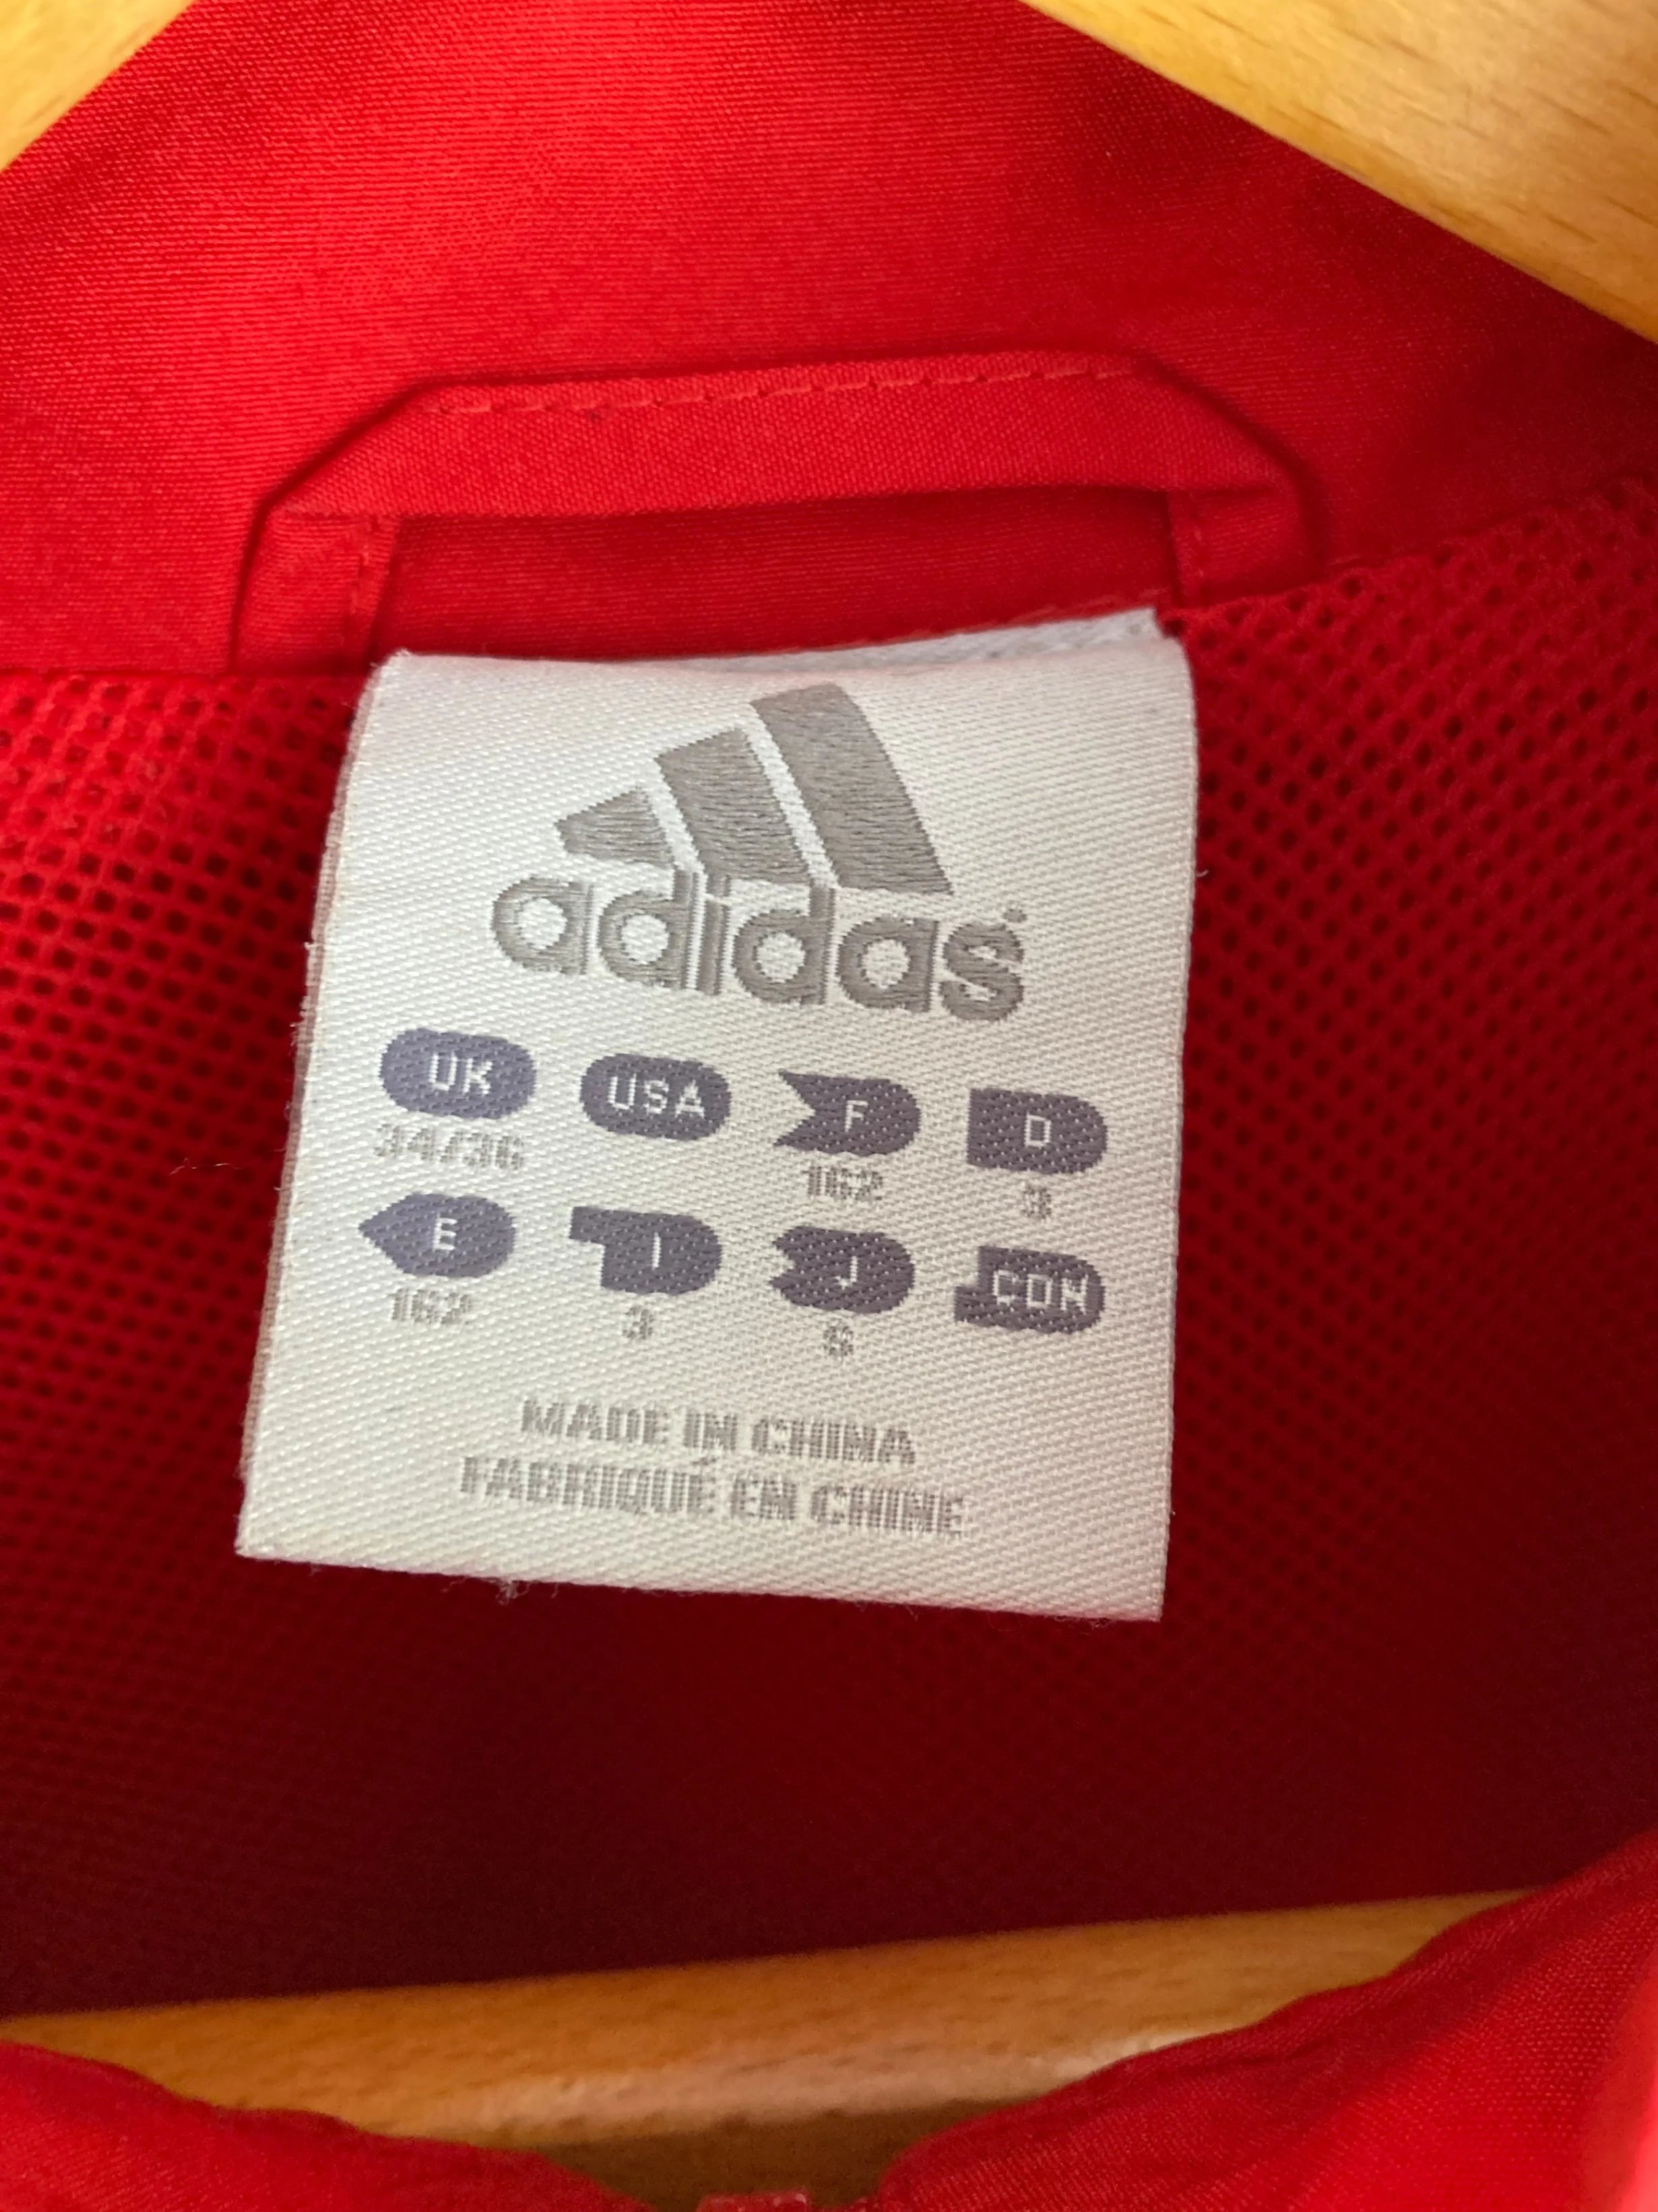 adidas
UK USA F D
34/36 162 3
E I J CDN
162 3 S
MADE IN CHINA
FABRIQUÉ EN CHINE